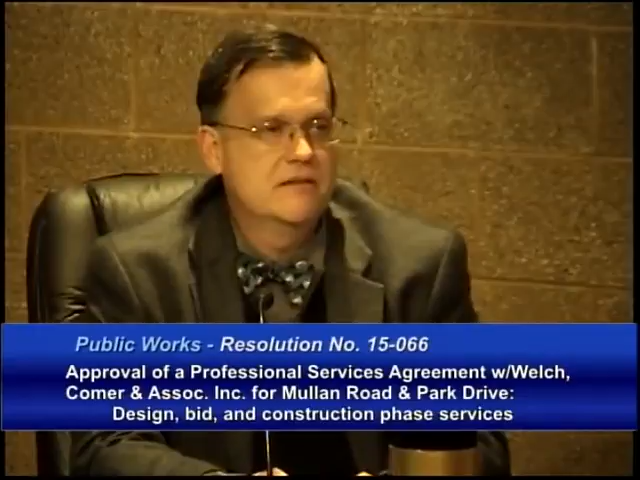 Public Works - Resolution No. 15-066
Approval of a Professional Services Agreement w/Welch,
Comer & Assoc. Inc. for Mullan Road & Park Drive:
Design, bid, and construction phase services